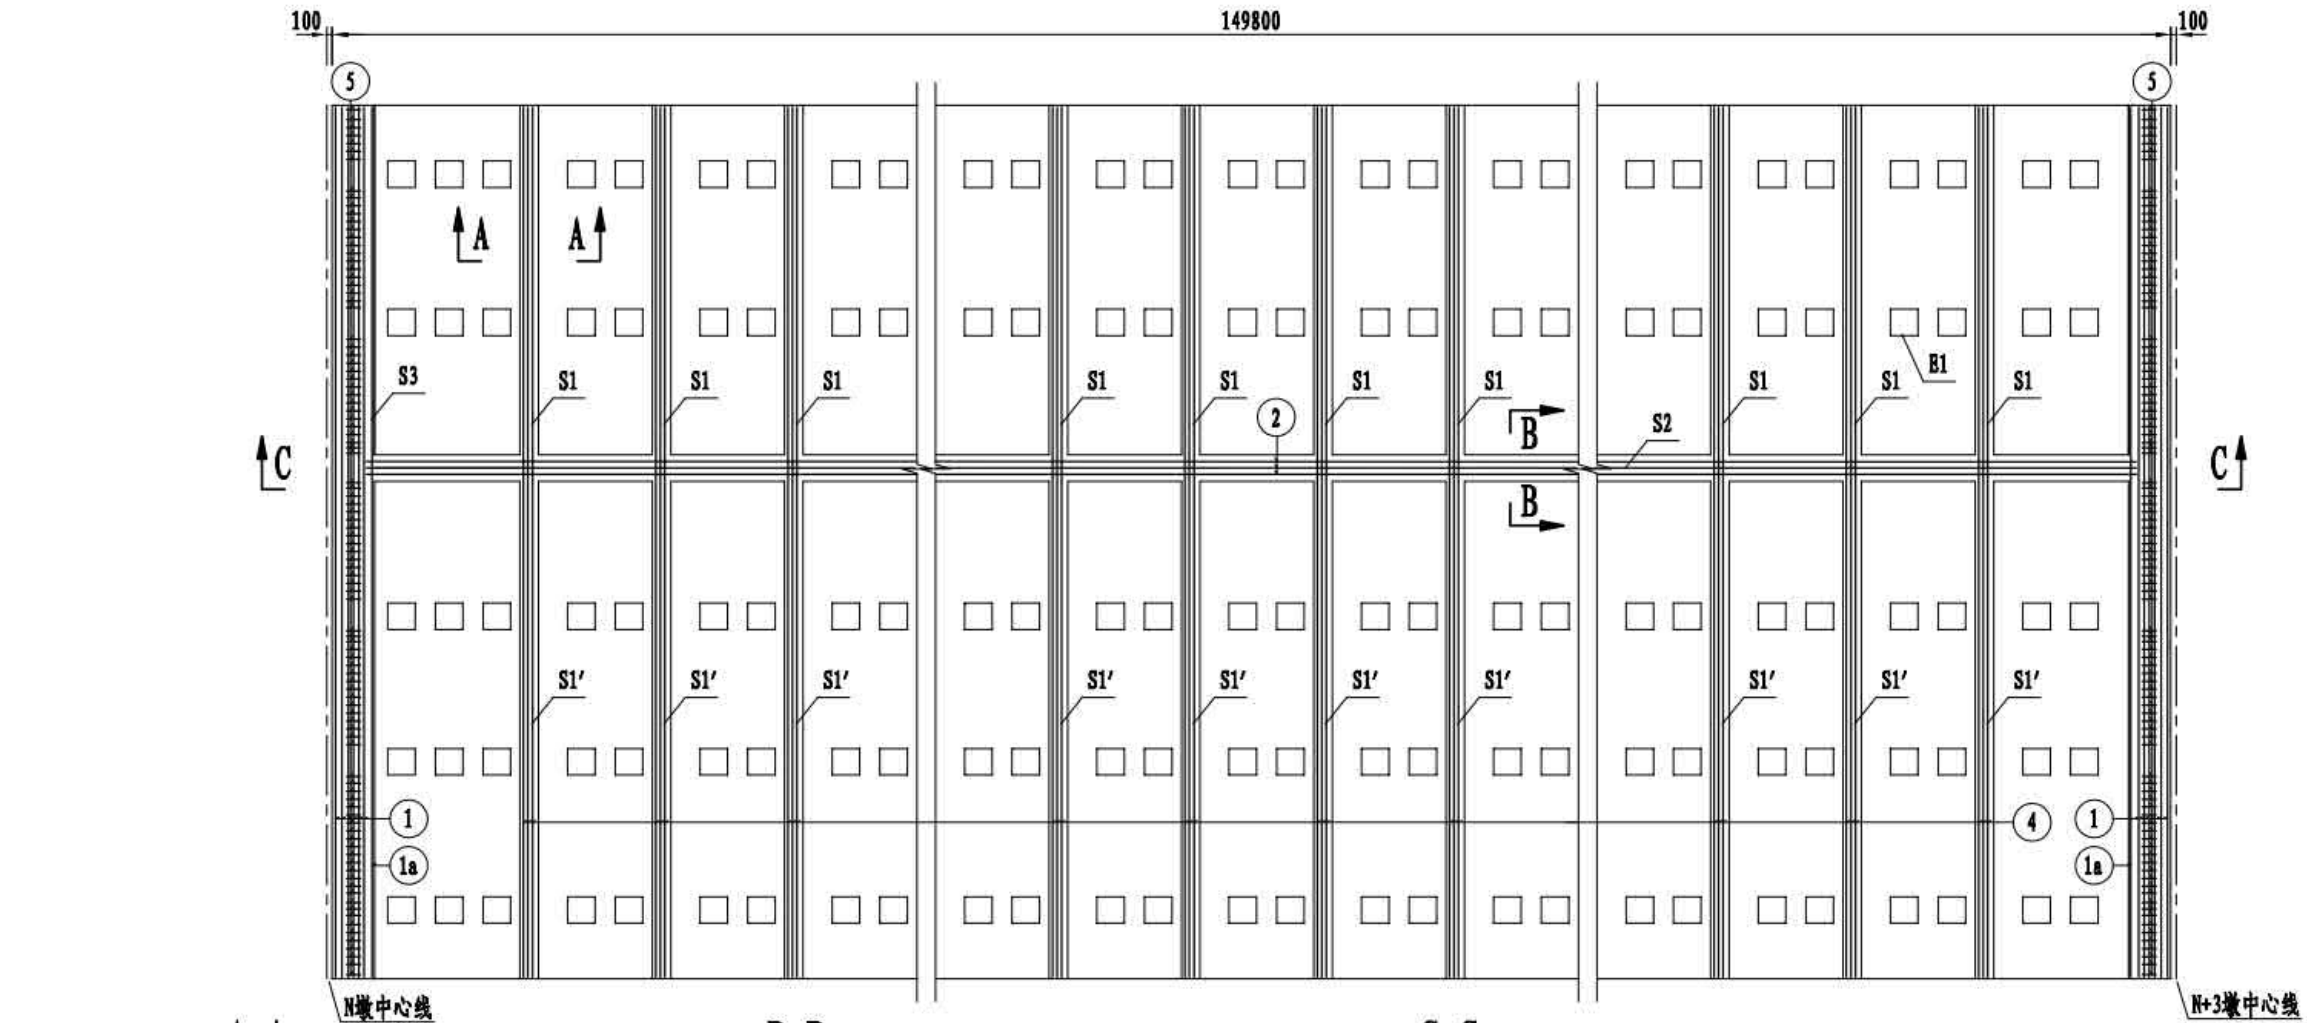 100 149800 100
5 5
A A
S3 S1 S1 S1 S1 S1 S1 S1 S1 S1 S1 E1
2 B S2
C C
B
S1′ S1′ S1′ S1′ S1′ S1′ S1′ S1′ S1′ S1′
1 4 1
1a 1a
N墩中心线 N+3墩中心线